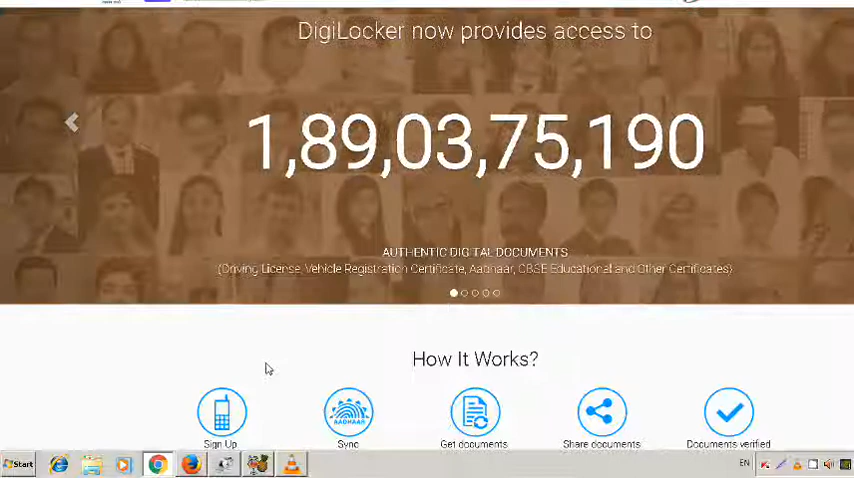 DigiLocker now provides access to
1,89,03,75,190
AUTHENTIC DIGITAL DOCUMENTS
(Driving License, Vehicle Registration Certificate, Aadhaar, CBSE Educational and Other Certificates)
How It Works?
AADHAAR
Sign Up Sync Get documents Share documents Documents verified
Start EN